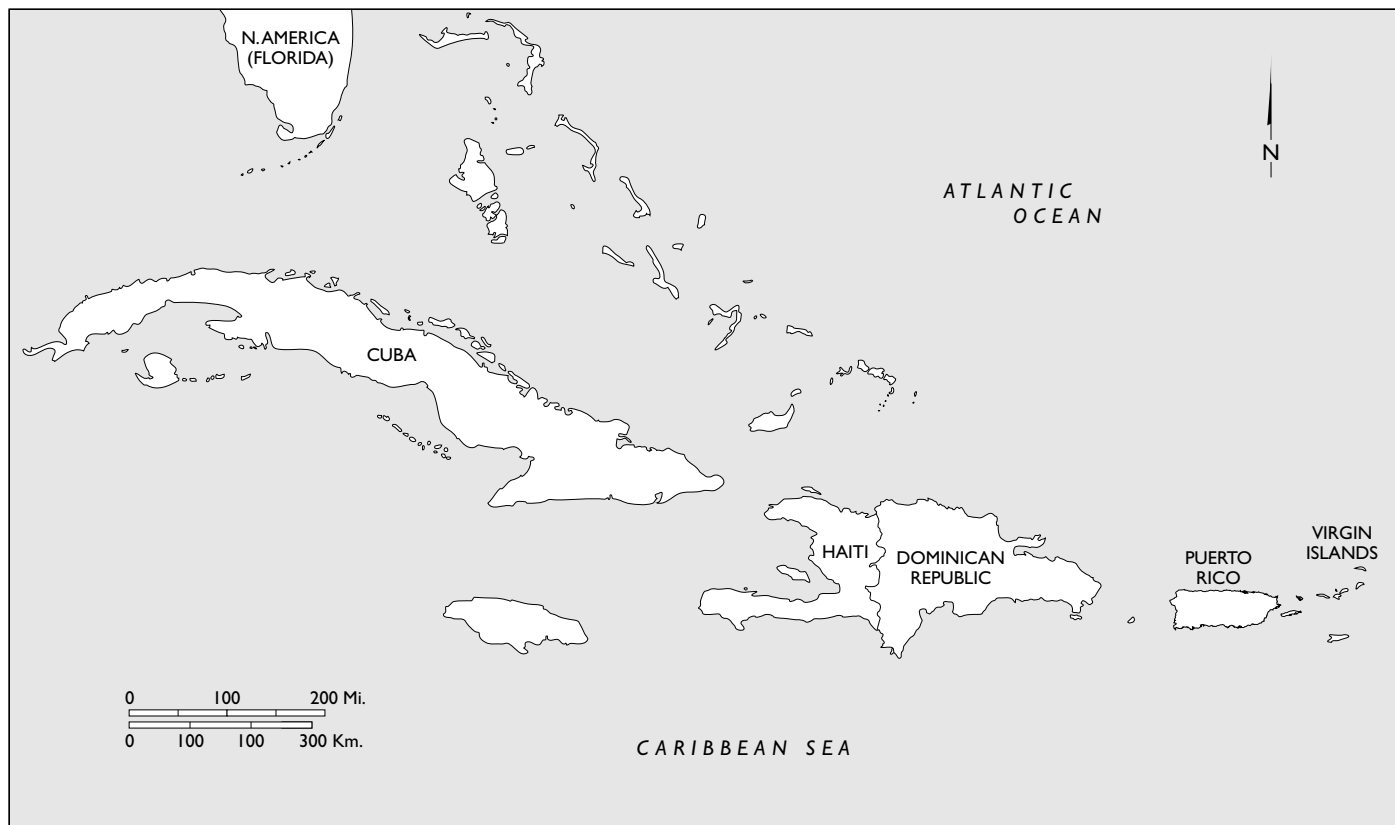 N. AMERICA
(FLORIDA)
N
ATLANTIC
OCEAN
CUBA
HAITI
DOMINICAN
REPUBLIC
PUERTO
RICO
VIRGIN
ISLANDS
0 100 200 Mi.
0 100 100 300 Km.
CARIBBEAN SEA